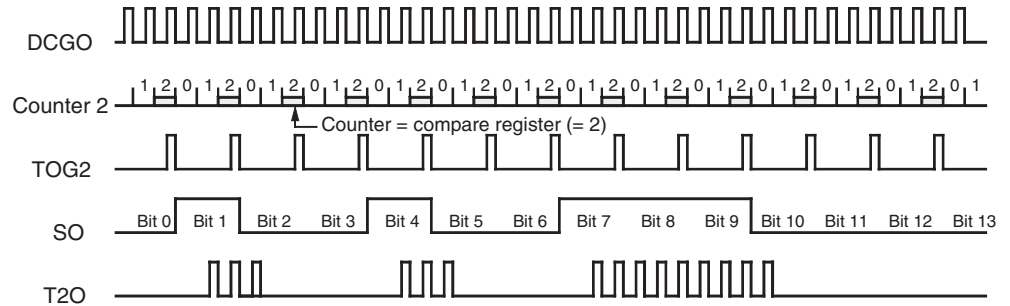 DCGO
Counter 2 1 2 0 1 2 0 1 2 0 1 2 0 1 2 0 1 2 0 1 2 0 1 2 0 1 2 0 1 2 0 1 2 0 1 2 0 1 2 0 1
Counter = compare register (= 2)
TOG2
SO Bit 0 Bit 1 Bit 2 Bit 3 Bit 4 Bit 5 Bit 6 Bit 7 Bit 8 Bit 9 Bit 10 Bit 11 Bit 12 Bit 13
T2O